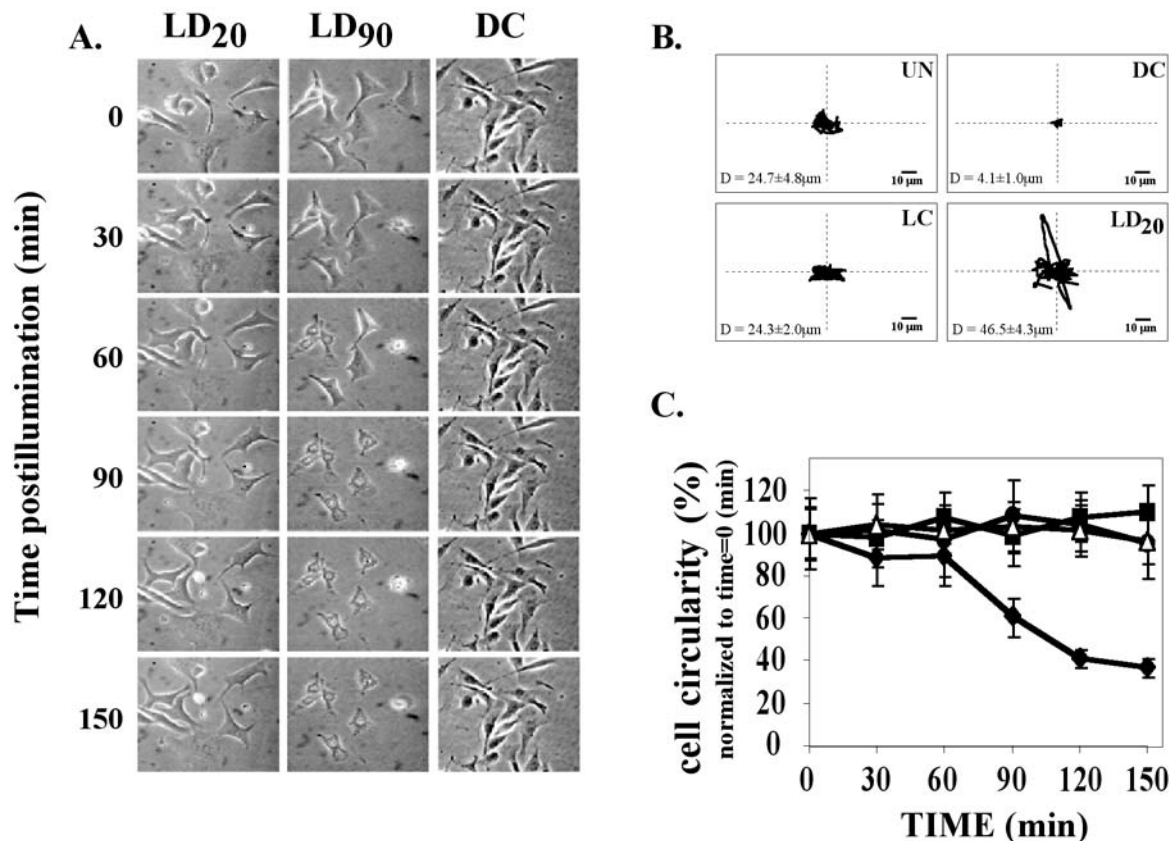 A.
LD20 LD90 DC
Time postillumination (min)
0
30
60
90
120
150
B.
UN
D = 24.7±4.8µm
10 µm
DC
D = 4.1±1.0µm
10 µm
LC
D = 24.3±2.0µm
10 µm
LD20
D = 46.5±4.3µm
10 µm
C.
cell circularity (%)
normalized to time=0 (min)
120
100
80
60
40
20
0
0 30 60 90 120 150
TIME (min)